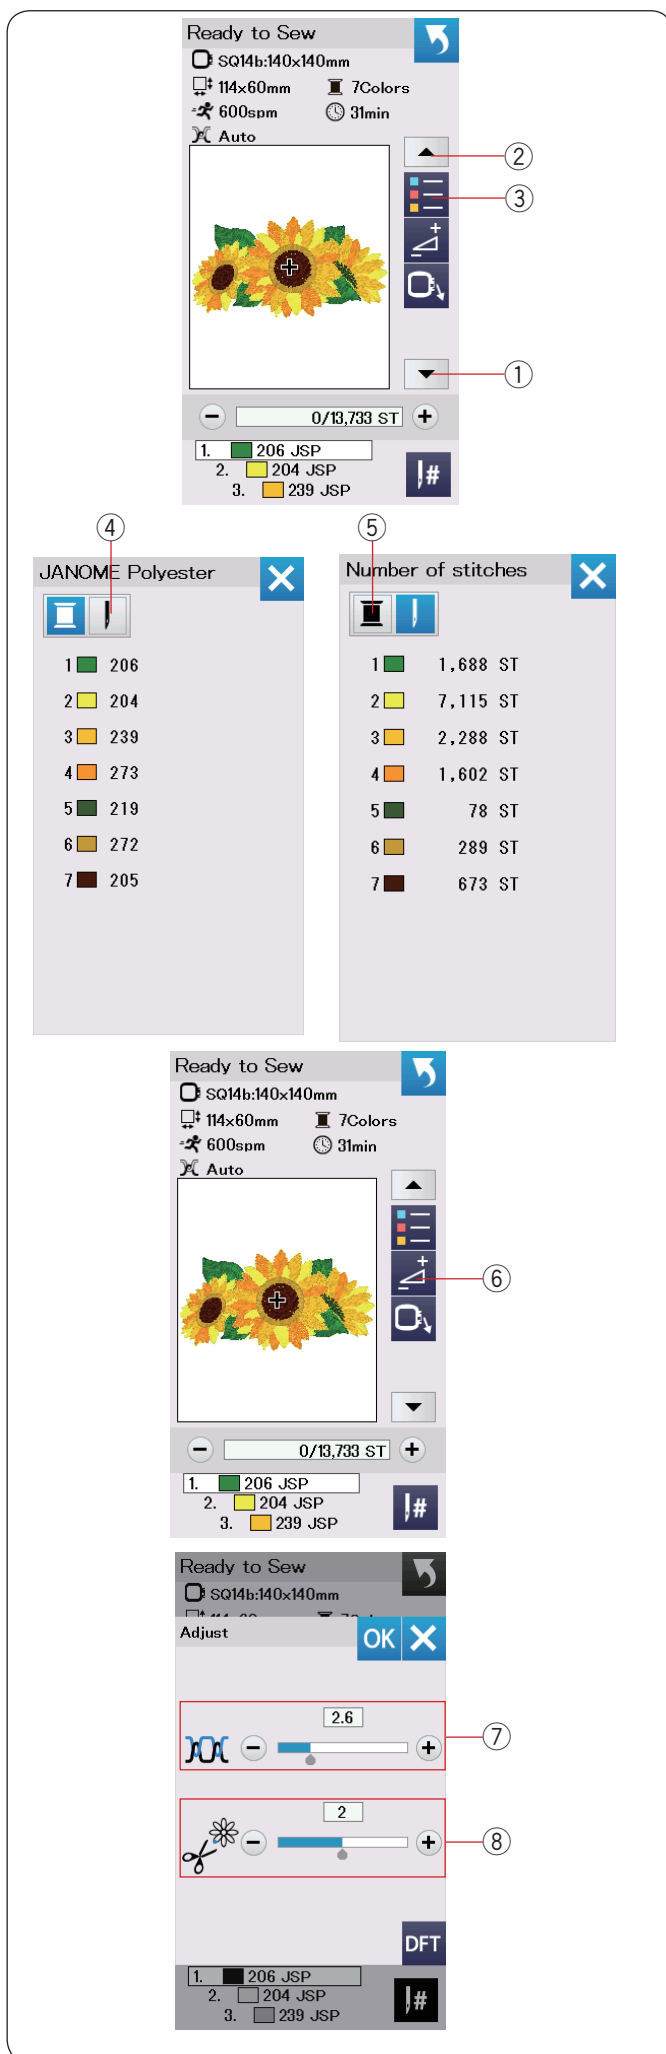 Ready to Sew
SQ14b:140x140mm
114x60mm 7Colors
600spm 31min
Auto
②
③
①
0/13,733 ST
1. 206 JSP
2. 204 JSP
3. 239 JSP
#
④
JANOME Polyester
1 206
2 204
3 239
4 273
5 219
6 272
7 205
⑤
Number of stitches
1 1,688 ST
2 7,115 ST
3 2,288 ST
4 1,602 ST
5 78 ST
6 289 ST
7 673 ST
Ready to Sew
SQ14b:140x140mm
114x60mm 7Colors
600spm 31min
Auto
⑥
0/13,733 ST
1. 206 JSP
2. 204 JSP
3. 239 JSP
#
Ready to Sew
SQ14b:140x140mm
Adjust OK
2.6
⑦
2
⑧
DFT
1. 206 JSP
2. 204 JSP
3. 239 JSP
#